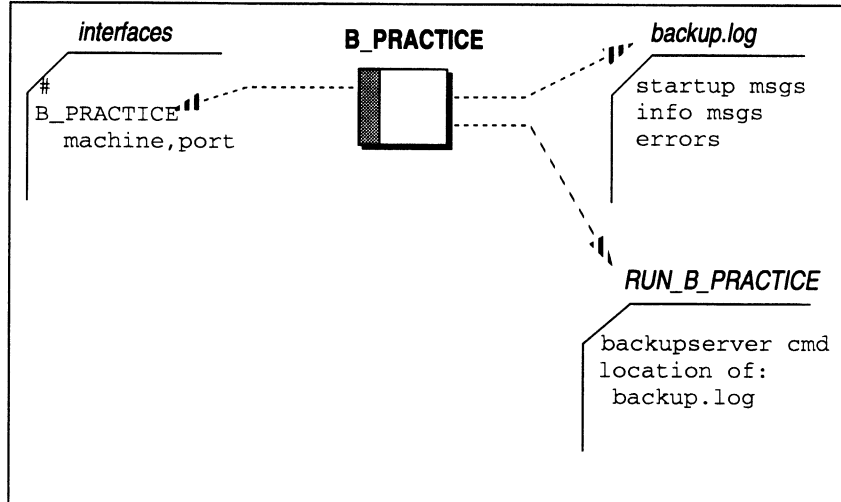 interfaces
#
B_PRACTICE
machine,port
B_PRACTICE
backup.log
startup msgs
info msgs
errors
RUN_B_PRACTICE
backupserver cmd
location of:
backup.log